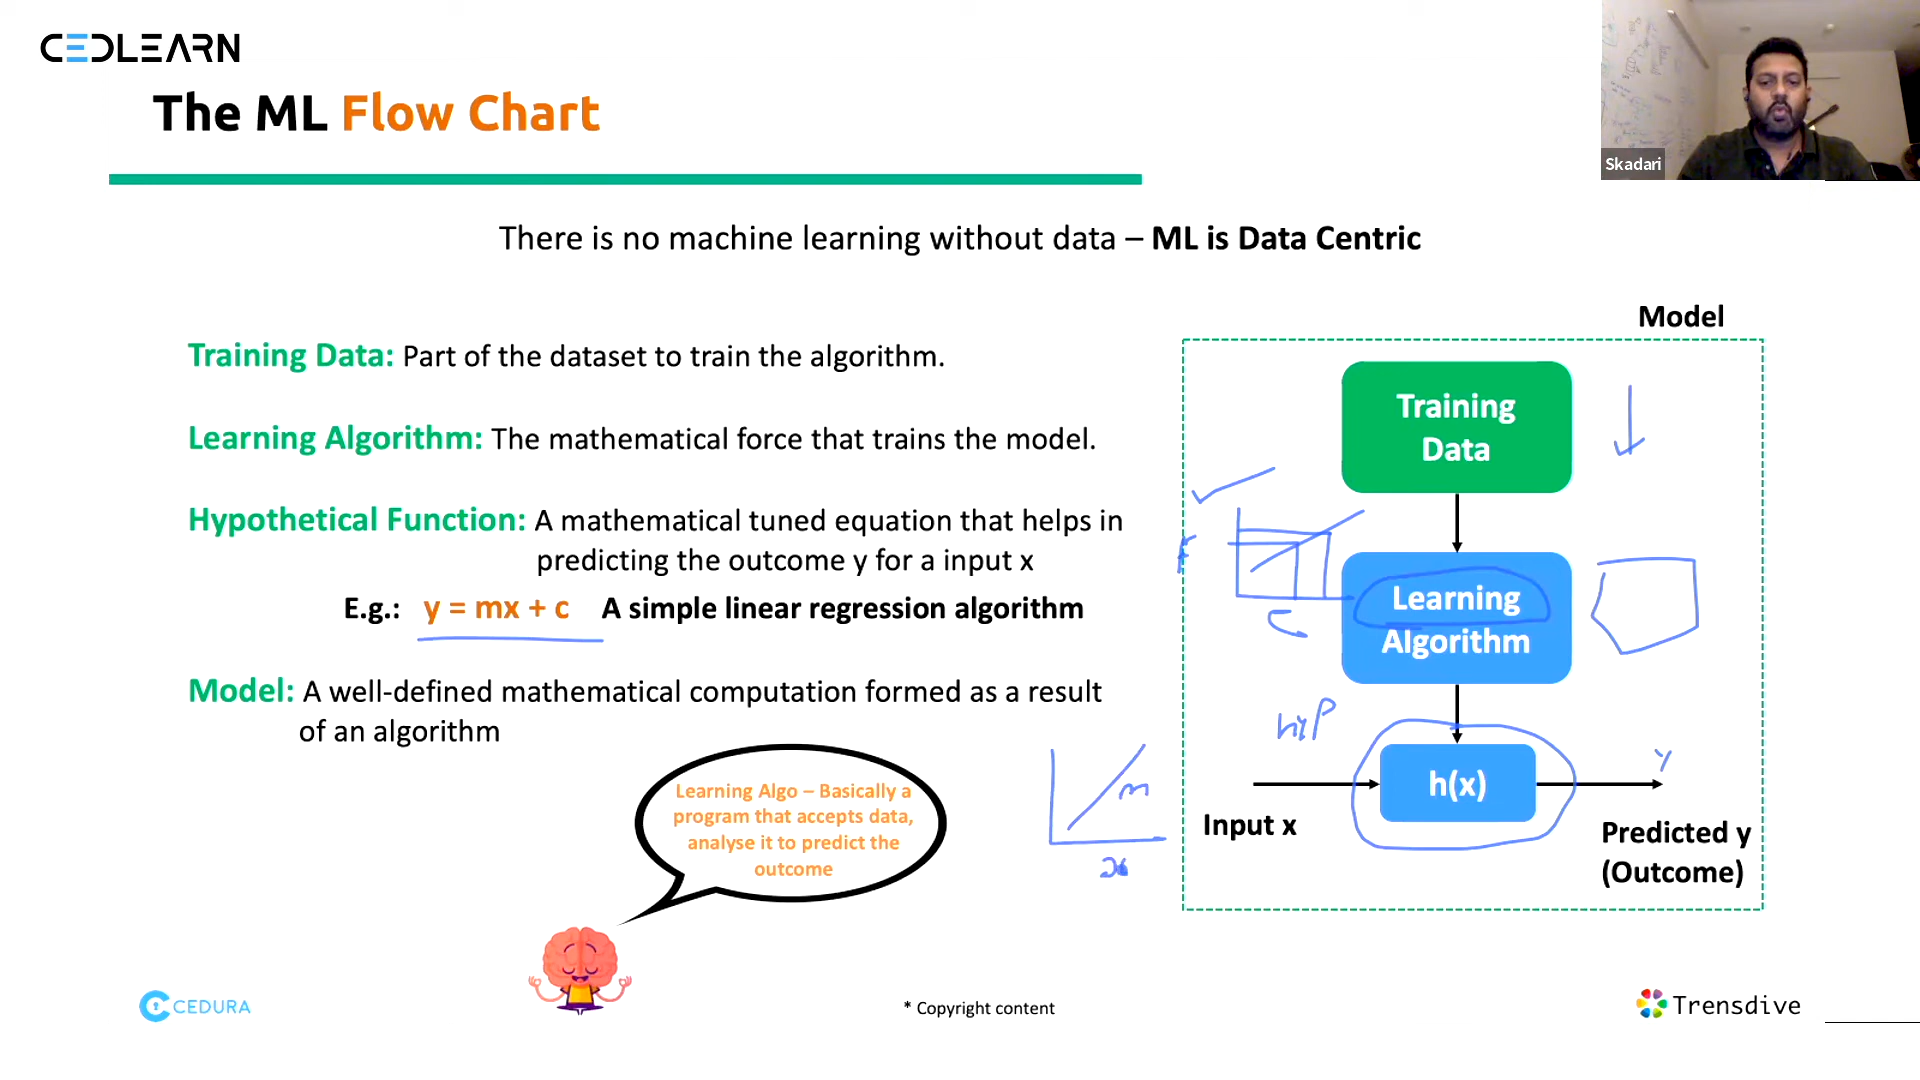 CEDLEARN
The ML Flow Chart
Skadari
There is no machine learning without data – ML is Data Centric
Training Data: Part of the dataset to train the algorithm.
Learning Algorithm: The mathematical force that trains the model.
Hypothetical Function: A mathematical tuned equation that helps in
predicting the outcome y for a input x
E.g.: y = mx + c A simple linear regression algorithm
Model: A well-defined mathematical computation formed as a result
of an algorithm
Learning Algo – Basically a
program that accepts data,
analyse it to predict the
outcome
m
x
Model
Training
Data
Learning
Algorithm
C
hyp
h(x)
y
Input x
Predicted y
(Outcome)
CEDURA
* Copyright content
Trensdive